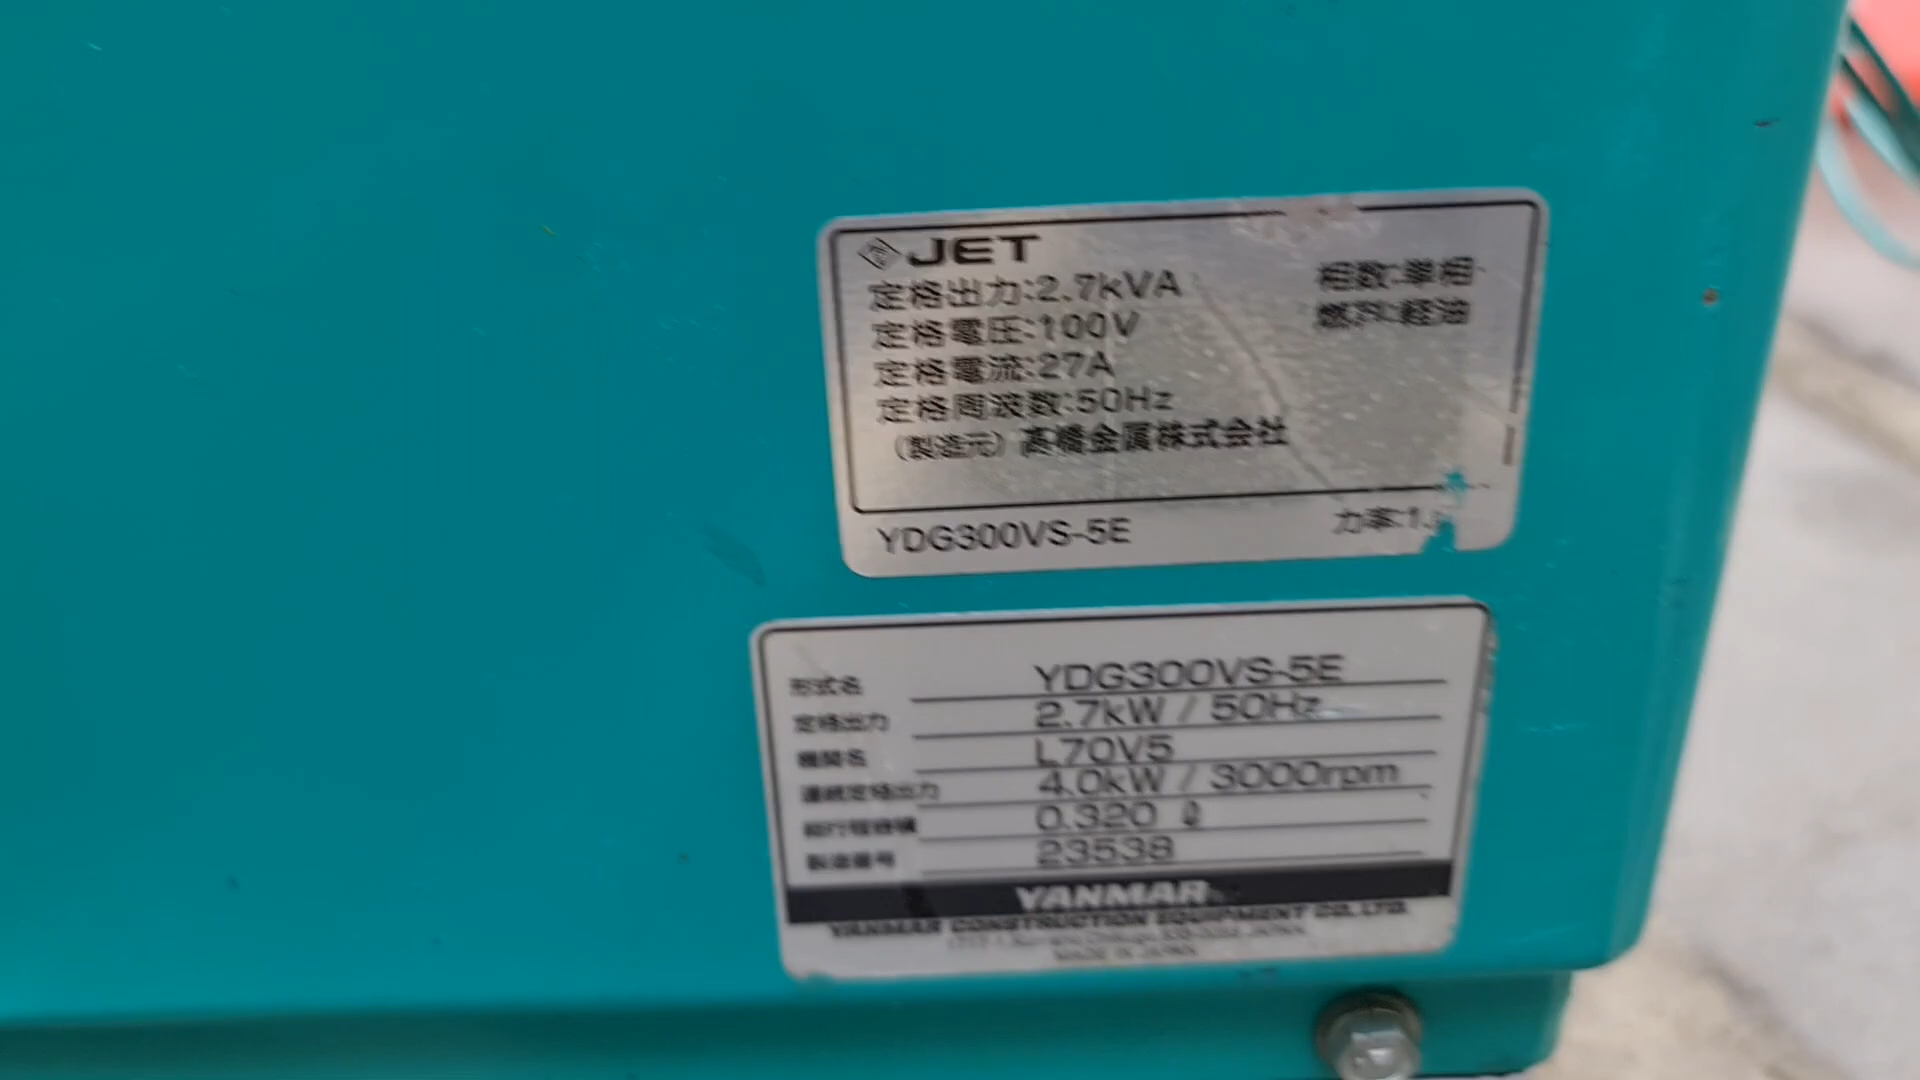 JET
定格出力:2.7kVA 相数:単相
定格電圧:100V 燃料:軽油
定格電流:27A
定格周波数:50Hz
(製造元) 髙橋金属株式会社
YDG300VS-5E 力率:1.
形式名 YDG300VS-5E
定格出力 2.7kW / 50Hz
機関名 L70V5
連続定格出力 4.0kW / 3000rpm
総行程容積 0.320 ℓ
製造番号 23538
YANMAR
YANMAR CONSTRUCTION EQUIPMENT CO., LTD.
MADE IN JAPAN